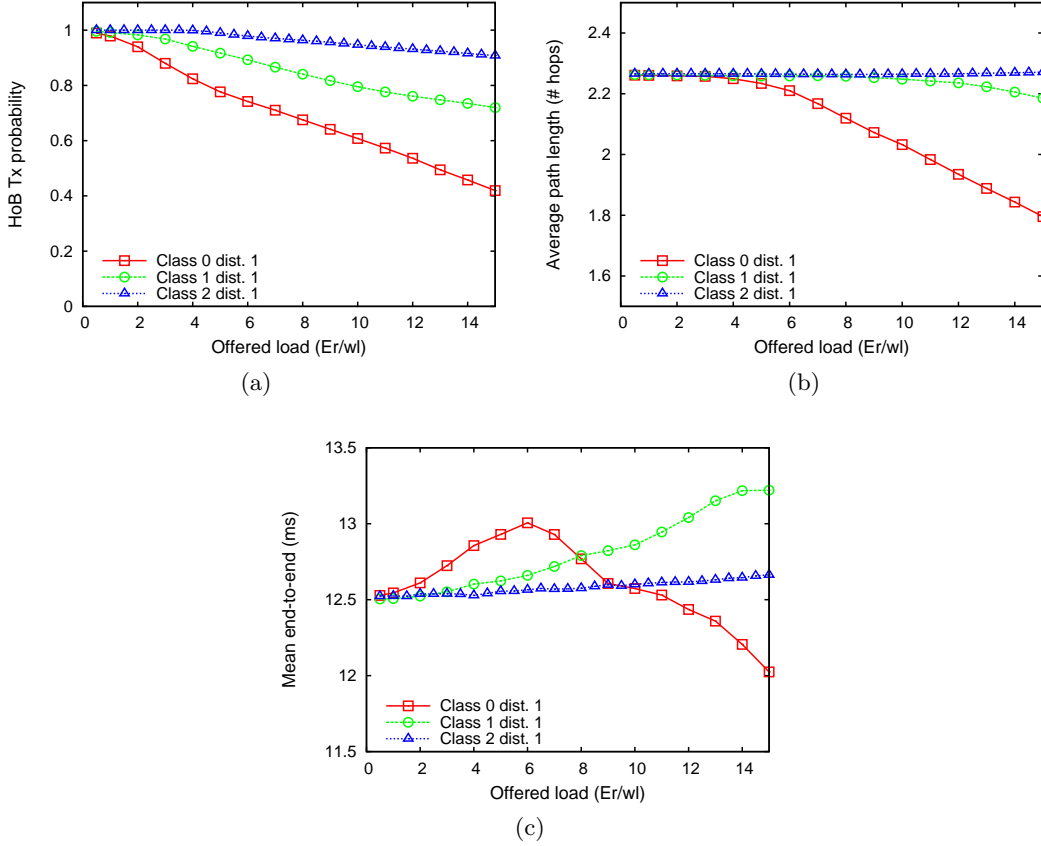 HoB Tx probability
1
0.8
0.6
0.4
0.2
0
Class 0 dist. 1
Class 1 dist. 1
Class 2 dist. 1
0 2 4 6 8 10 12 14
Offered load (Er/wl)
(a)
Average path length (# hops)
2.4
2.2
2
1.8
1.6
Class 0 dist. 1
Class 1 dist. 1
Class 2 dist. 1
0 2 4 6 8 10 12 14
Offered load (Er/wl)
(b)
Mean end-to-end (ms)
13.5
13
12.5
12
11.5
Class 0 dist. 1
Class 1 dist. 1
Class 2 dist. 1
0 2 4 6 8 10 12 14
Offered load (Er/wl)
(c)